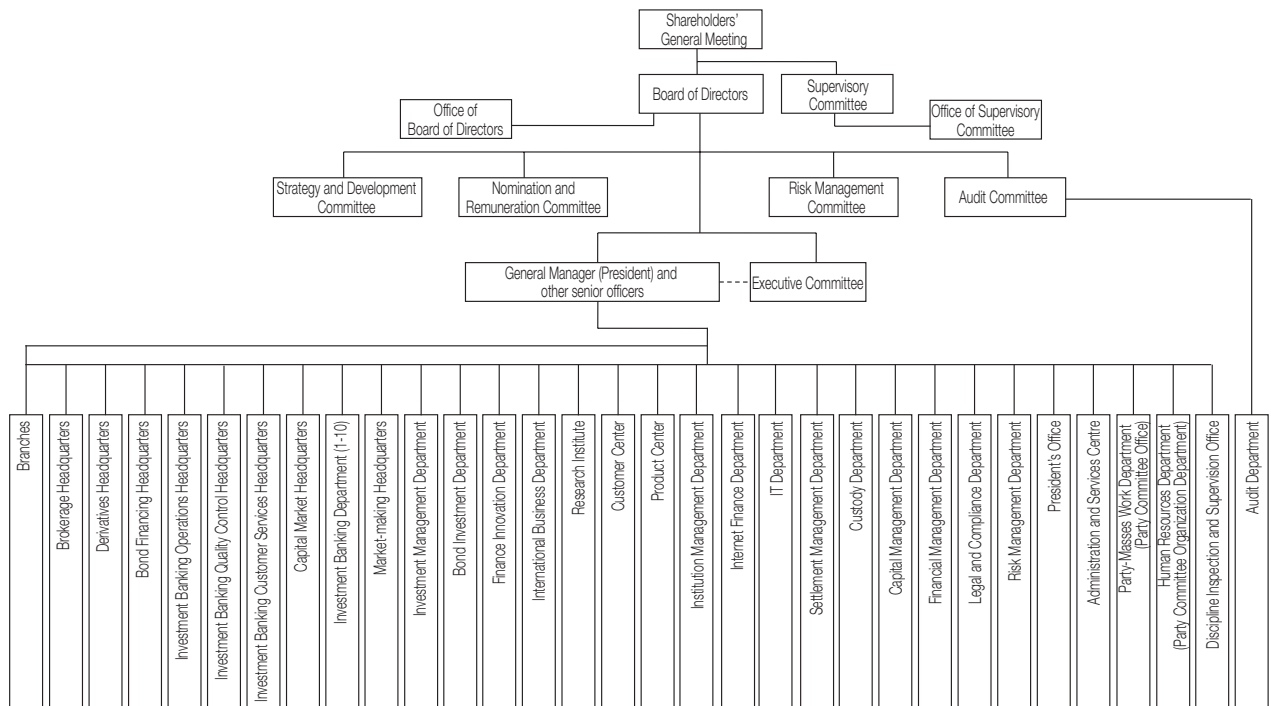 Shareholders'
General Meeting
Board of Directors
Supervisory
Committee
Office of
Board of Directors
Office of Supervisory
Committee
Strategy and Development
Committee
Nomination and
Remuneration Committee
Risk Management
Committee
Audit Committee
General Manager (President) and
other senior officers
Executive Committee
Branches
Brokerage Headquarters
Derivatives Headquarters
Bond Financing Headquarters
Investment Banking Operations Headquarters
Investment Banking Quality Control Headquarters
Investment Banking Customer Services Headquarters
Capital Market Headquarters
Investment Banking Department (1-10)
Market-making Headquarters
Investment Management Department
Bond Investment Department
Finance Innovation Department
International Business Department
Research Institute
Customer Center
Product Center
Institution Management Department
Internet Finance Department
IT Department
Settlement Management Department
Custody Department
Capital Management Department
Financial Management Department
Legal and Compliance Department
Risk Management Department
President's Office
Administration and Services Centre
Party-Masses Work Department
(Party Committee Office)
Human Resources Department
(Party Committee Organization Department)
Discipline Inspection and Supervision Office
Audit Department